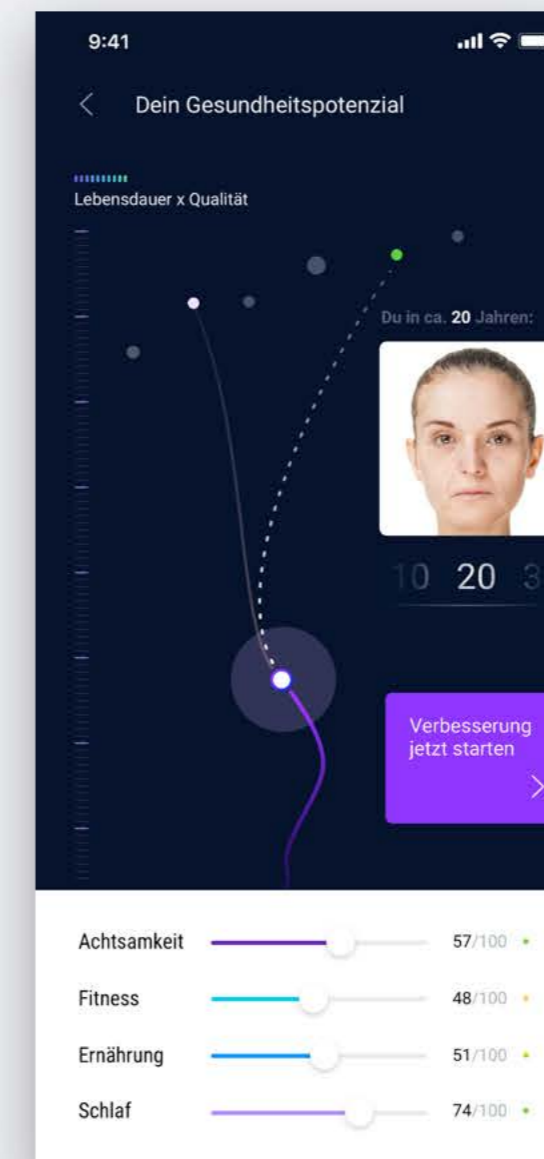 9:41
Dein Gesundheitspotenzial
Lebensdauer x Qualität
Du in ca. 20 Jahren:
10 20 3
Verbesserung
jetzt starten
Achtsamkeit 57/100
Fitness 48/100
Ernährung 51/100
Schlaf 74/100